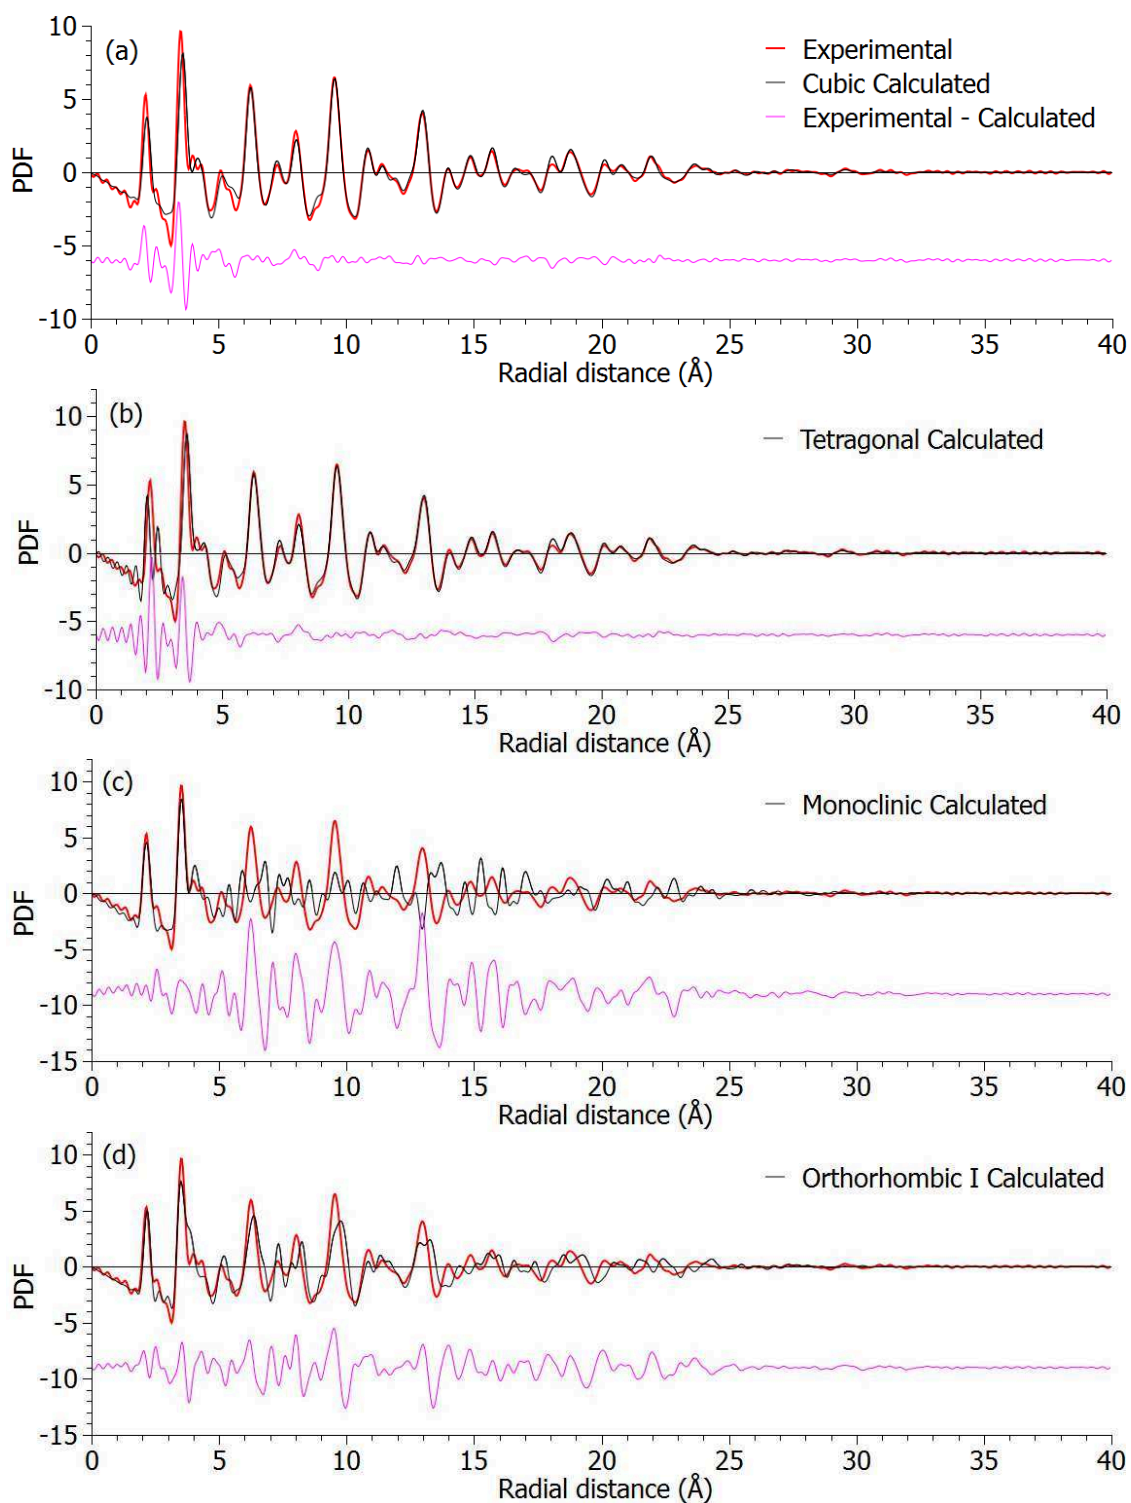 (a)
Experimental
Cubic Calculated
Experimental - Calculated
10
5
0
-5
-10
PDF
0 5 10 15 20 25 30 35 40
Radial distance (Å)
(b)
Tetragonal Calculated
10
5
0
-5
-10
PDF
0 5 10 15 20 25 30 35 40
Radial distance (Å)
(c)
Monoclinic Calculated
10
5
0
-5
-10
-15
PDF
0 5 10 15 20 25 30 35 40
Radial distance (Å)
(d)
Orthorhombic I Calculated
10
5
0
-5
-10
-15
PDF
0 5 10 15 20 25 30 35 40
Radial distance (Å)